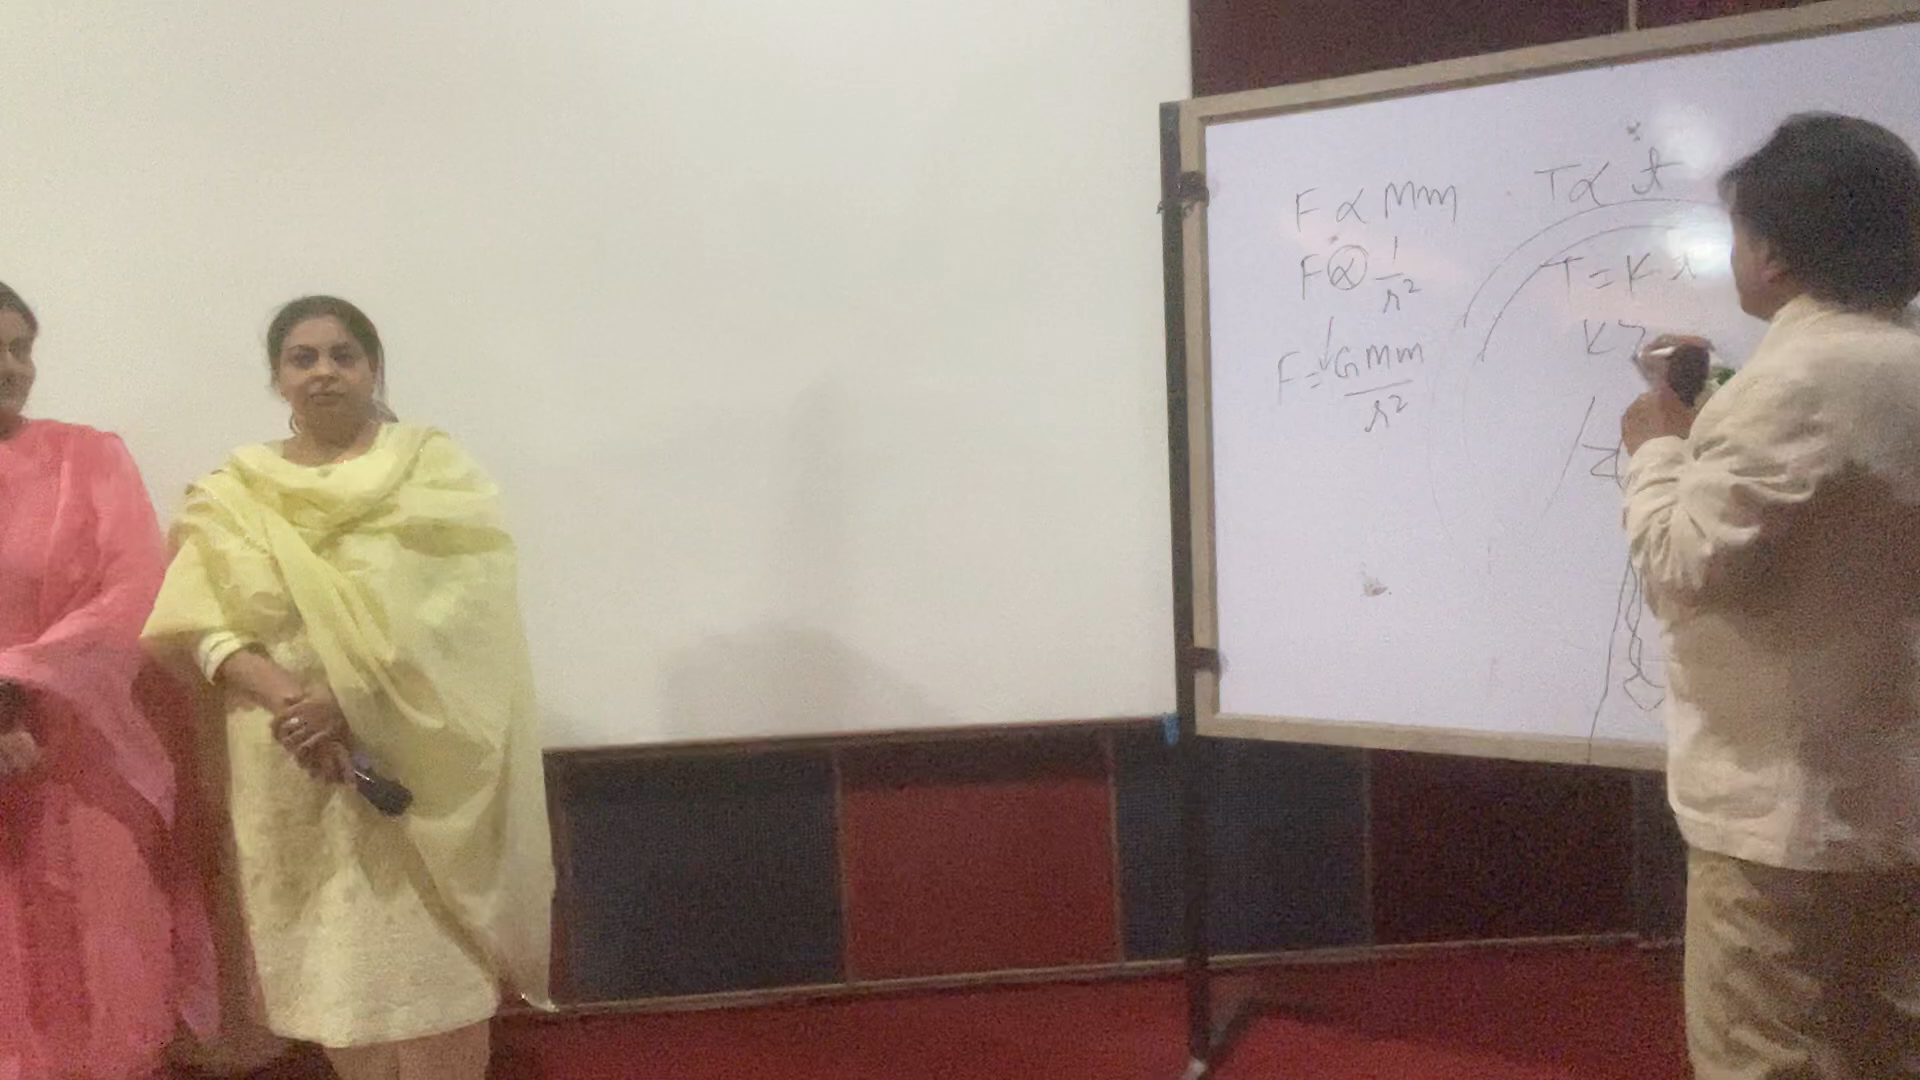 F ∝ Mm
F ∝ 1/r²
F = GMm/r²
T ∝ t
T = K t
K